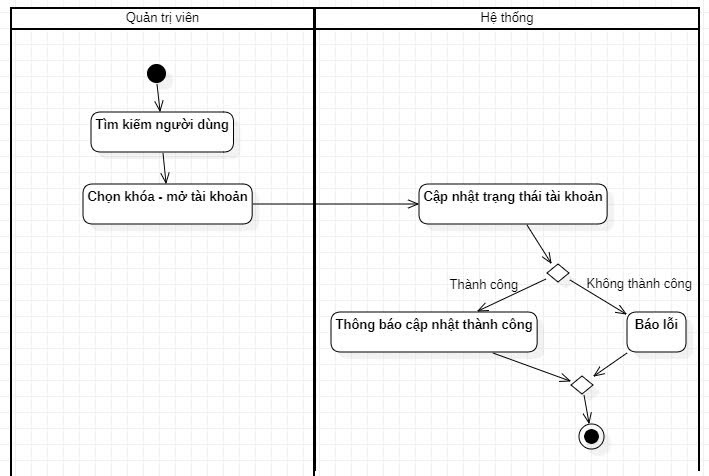 Quản trị viên
Hệ thống
Tìm kiếm người dùng
Chọn khóa - mở tài khoản
Cập nhật trạng thái tài khoản
Thành công
Không thành công
Thông báo cập nhật thành công
Báo lỗi